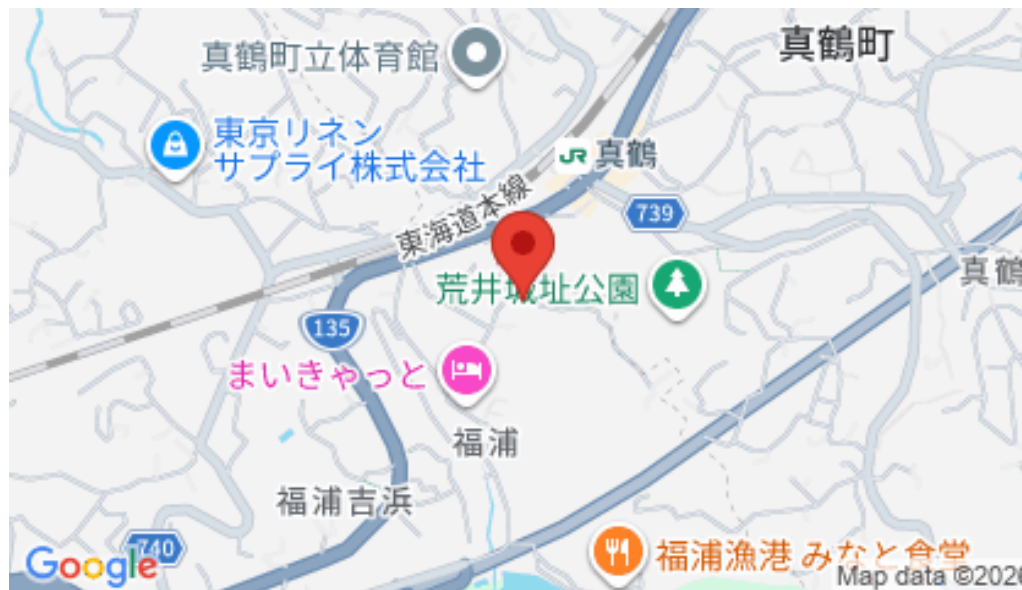 真鶴町
真鶴町立体育館
東京リネン
サプライ株式会社
JR 真鶴
東海道本線
739
真鶴
荒井城址公園
135
まいきゃっと
福浦
福浦吉浜
740
福浦漁港 みなと食堂
Google
Map data ©2026